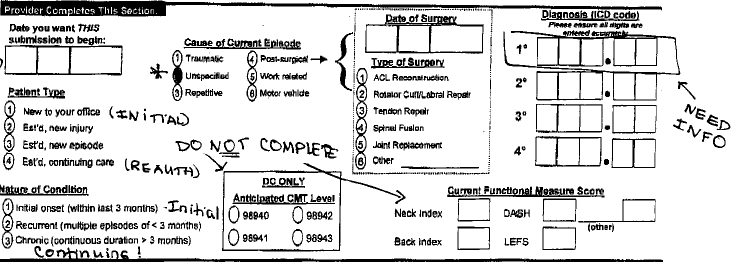 Provider Completes This Section:
Date you want THIS
submission to begin:
Cause of Current Episode
1 Traumatic
4 Post-surgical
* Unspecified
5 Work related
3 Repetitive
6 Motor vehicle
Date of Surgery
Type of Surgery
1 ACL Reconstruction
2 Rotator Cuff/Labral Repair
3 Tendon Repair
4 Spinal Fusion
5 Joint Replacement
6 Other
Diagnosis (ICD code)
Please ensure all digits are
entered accurately
1°
2°
3°
4°
NEED
INFO
Patient Type
1 New to your office (INITIAL)
2 Est'd, new injury
3 Est'd, new episode
4 Est'd, continuing care (REAUTH)
DO NOT COMPLETE
Nature of Condition
1 Initial onset (within last 3 months) - Initial
2 Recurrent (multiple episodes of < 3 months)
3 Chronic (continuous duration > 3 months)
Continuing!
DC ONLY
Anticipated CMT Level
98940 98942
98941 98943
Current Functional Measure Score
Neck Index DASH
(other)
Back Index LEFS